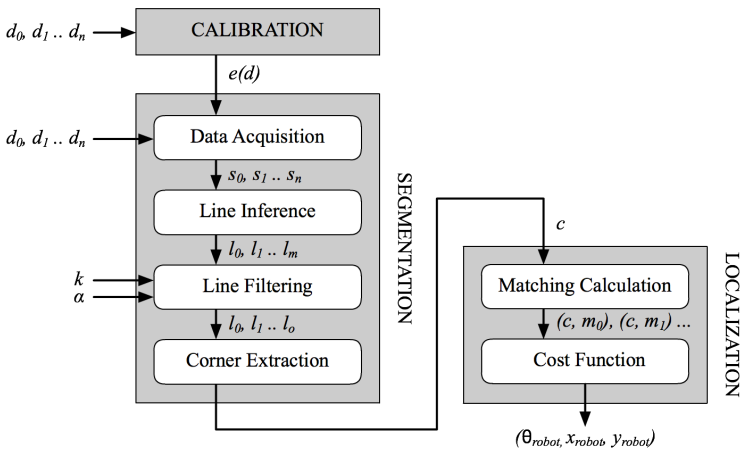 CALIBRATION
d0, d1 .. dn
e(d)
Data Acquisition
d0, d1 .. dn
s0, s1 .. sn
Line Inference
l0, l1 .. lm
k
α
Line Filtering
l0, l1 .. lo
Corner Extraction
SEGMENTATION
c
Matching Calculation
(c, m0), (c, m1) ...
Cost Function
LOCALIZATION
(θrobot, xrobot, yrobot)